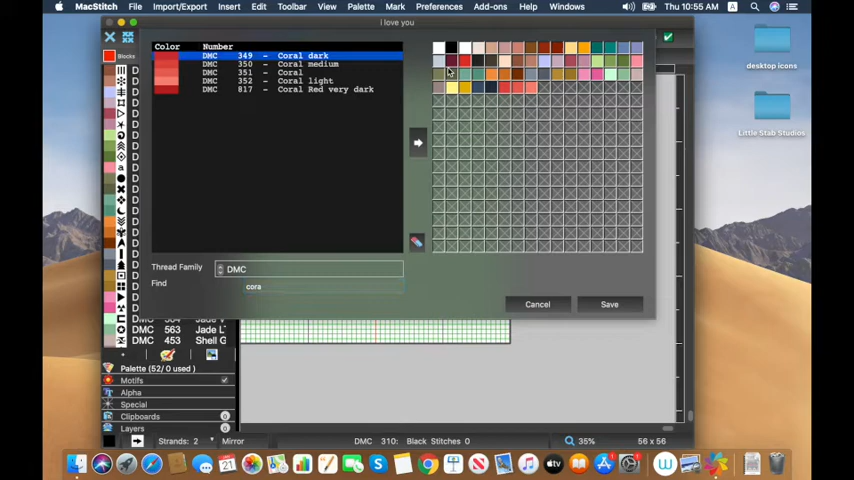 MacStitch File Import/Export Insert Edit Toolbar View Palette Mark Preferences Add-ons Help Windows Thu 10:55 AM A
i love you
Color Number
Blocks
DMC 349 - Coral dark
DMC 350 - Coral medium
DMC 351 - Coral
DMC 352 - Coral light
DMC 817 - Coral Red very dark
desktop icons
Little Stab Studios
Thread Family DMC
Find cora
Cancel Save
DMC 563 Jade L
DMC 453 Shell G
Palette (52/ 0 used )
Motifs
Alpha
Special
Clipboards 0
Layers 0
Strands: 2 Mirror DMC 310: Black Stitches 0 35% 56 x 56